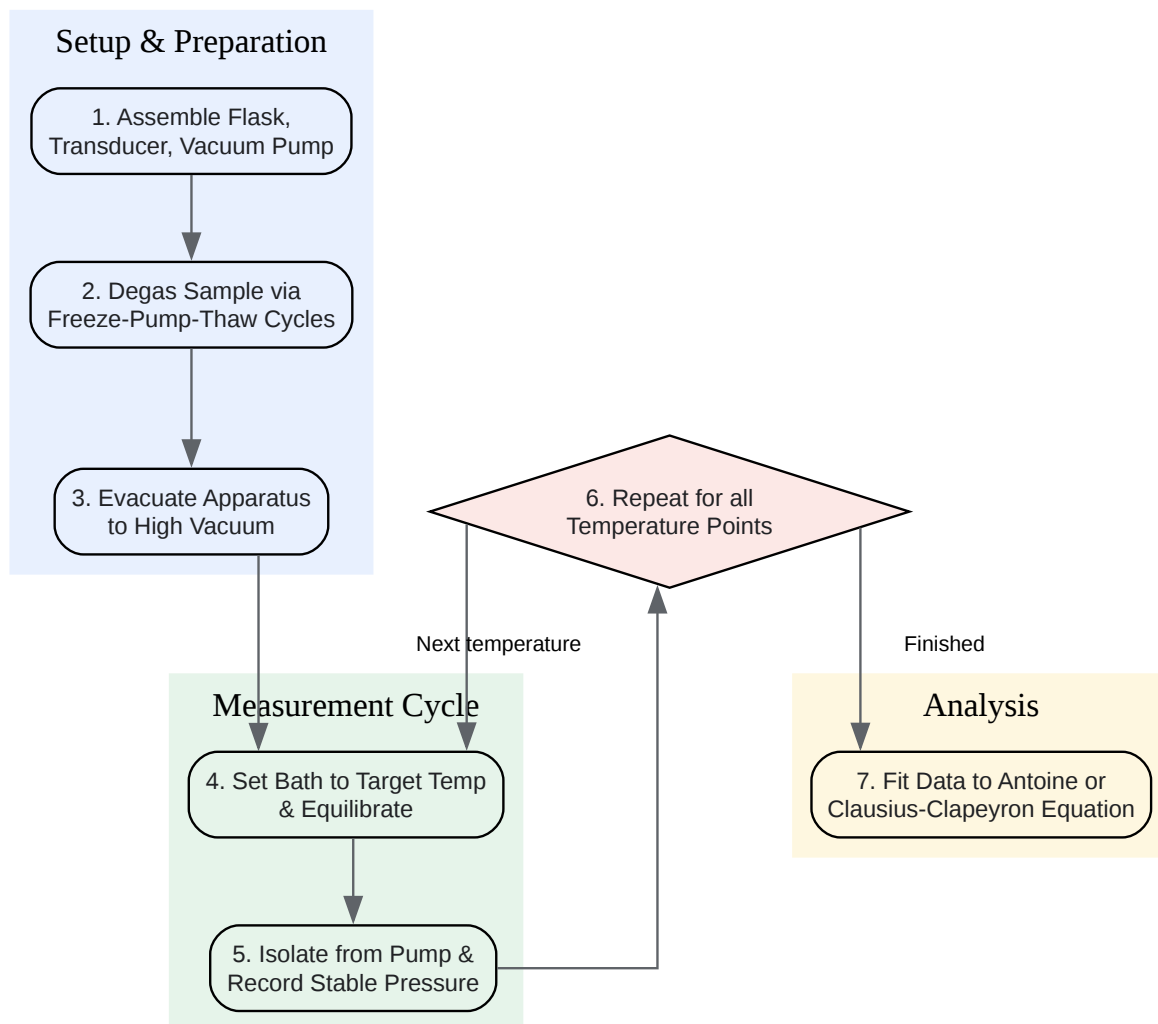 Setup & Preparation
1. Assemble Flask,
Transducer, Vacuum Pump
2. Degas Sample via
Freeze-Pump-Thaw Cycles
3. Evacuate Apparatus
to High Vacuum
6. Repeat for all
Temperature Points
Next temperature
Finished
Measurement Cycle
4. Set Bath to Target Temp
& Equilibrate
5. Isolate from Pump &
Record Stable Pressure
Analysis
7. Fit Data to Antoine or
Clausius-Clapeyron Equation